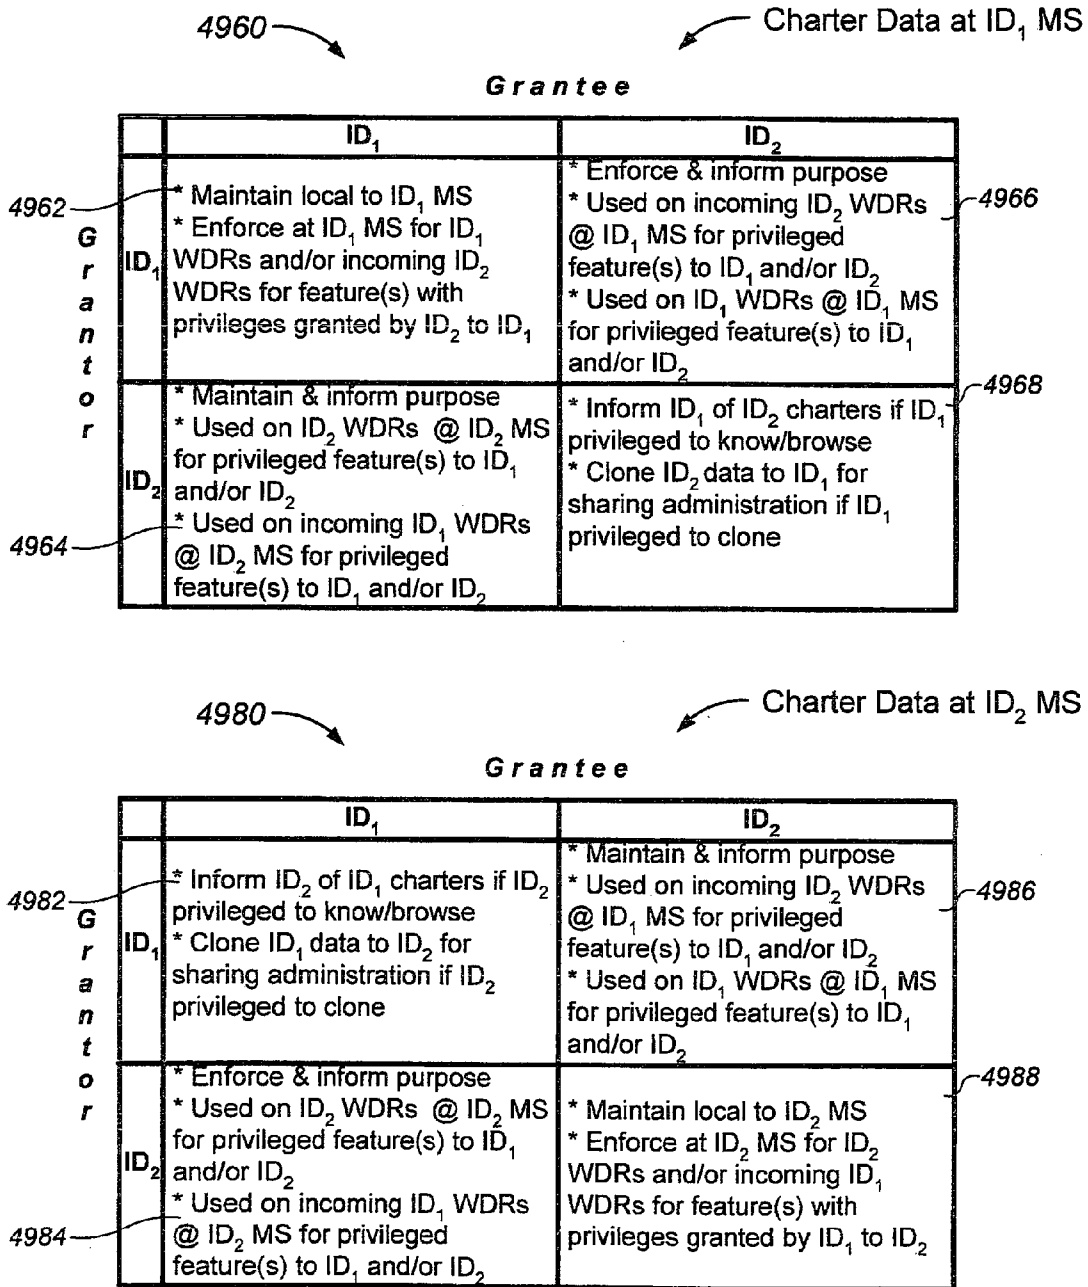 4960
Charter Data at ID₁ MS
Grantee
ID₁
ID₂
4962
Grantor
ID₁
* Maintain local to ID₁ MS
* Enforce at ID₁ MS for ID₁
WDRs and/or incoming ID₂
WDRs for feature(s) with
privileges granted by ID₂ to ID₁
* Enforce & inform purpose
* Used on incoming ID₂ WDRs
@ ID₁ MS for privileged
feature(s) to ID₁ and/or ID₂
* Used on ID₁ WDRs @ ID₁ MS
for privileged feature(s) to ID₁
and/or ID₂
4966
ID₂
* Maintain & inform purpose
* Used on ID₂ WDRs @ ID₂ MS
for privileged feature(s) to ID₁
and/or ID₂
* Used on incoming ID₁ WDRs
@ ID₂ MS for privileged
feature(s) to ID₁ and/or ID₂
4964
4968
* Inform ID₁ of ID₂ charters if ID₁
privileged to know/browse
* Clone ID₂ data to ID₁ for
sharing administration if ID₁
privileged to clone
4980
Charter Data at ID₂ MS
Grantee
ID₁
ID₂
4982
Grantor
ID₁
* Inform ID₂ of ID₁ charters if ID₂
privileged to know/browse
* Clone ID₁ data to ID₂ for
sharing administration if ID₂
privileged to clone
* Maintain & inform purpose
* Used on incoming ID₂ WDRs
@ ID₁ MS for privileged
feature(s) to ID₁ and/or ID₂
* Used on ID₁ WDRs @ ID₁ MS
for privileged feature(s) to ID₁
and/or ID₂
4986
ID₂
* Enforce & inform purpose
* Used on ID₂ WDRs @ ID₂ MS
for privileged feature(s) to ID₁
and/or ID₂
* Used on incoming ID₁ WDRs
@ ID₂ MS for privileged
feature(s) to ID₁ and/or ID₂
4984
4988
* Maintain local to ID₂ MS
* Enforce at ID₂ MS for ID₂
WDRs and/or incoming ID₁
WDRs for feature(s) with
privileges granted by ID₁ to ID₂